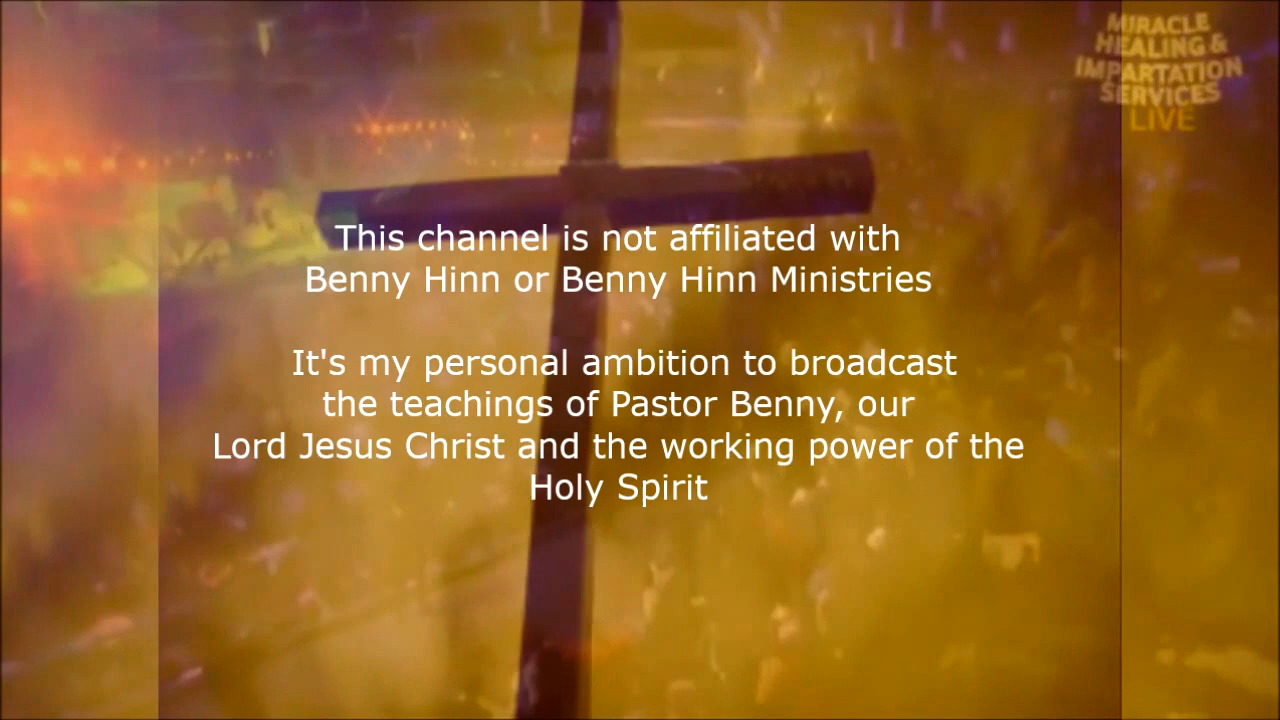 MIRACLE
HEALING &
IMPARTATION
SERVICES
LIVE
This channel is not affiliated with
Benny Hinn or Benny Hinn Ministries
It's my personal ambition to broadcast
the teachings of Pastor Benny, our
Lord Jesus Christ and the working power of the
Holy Spirit